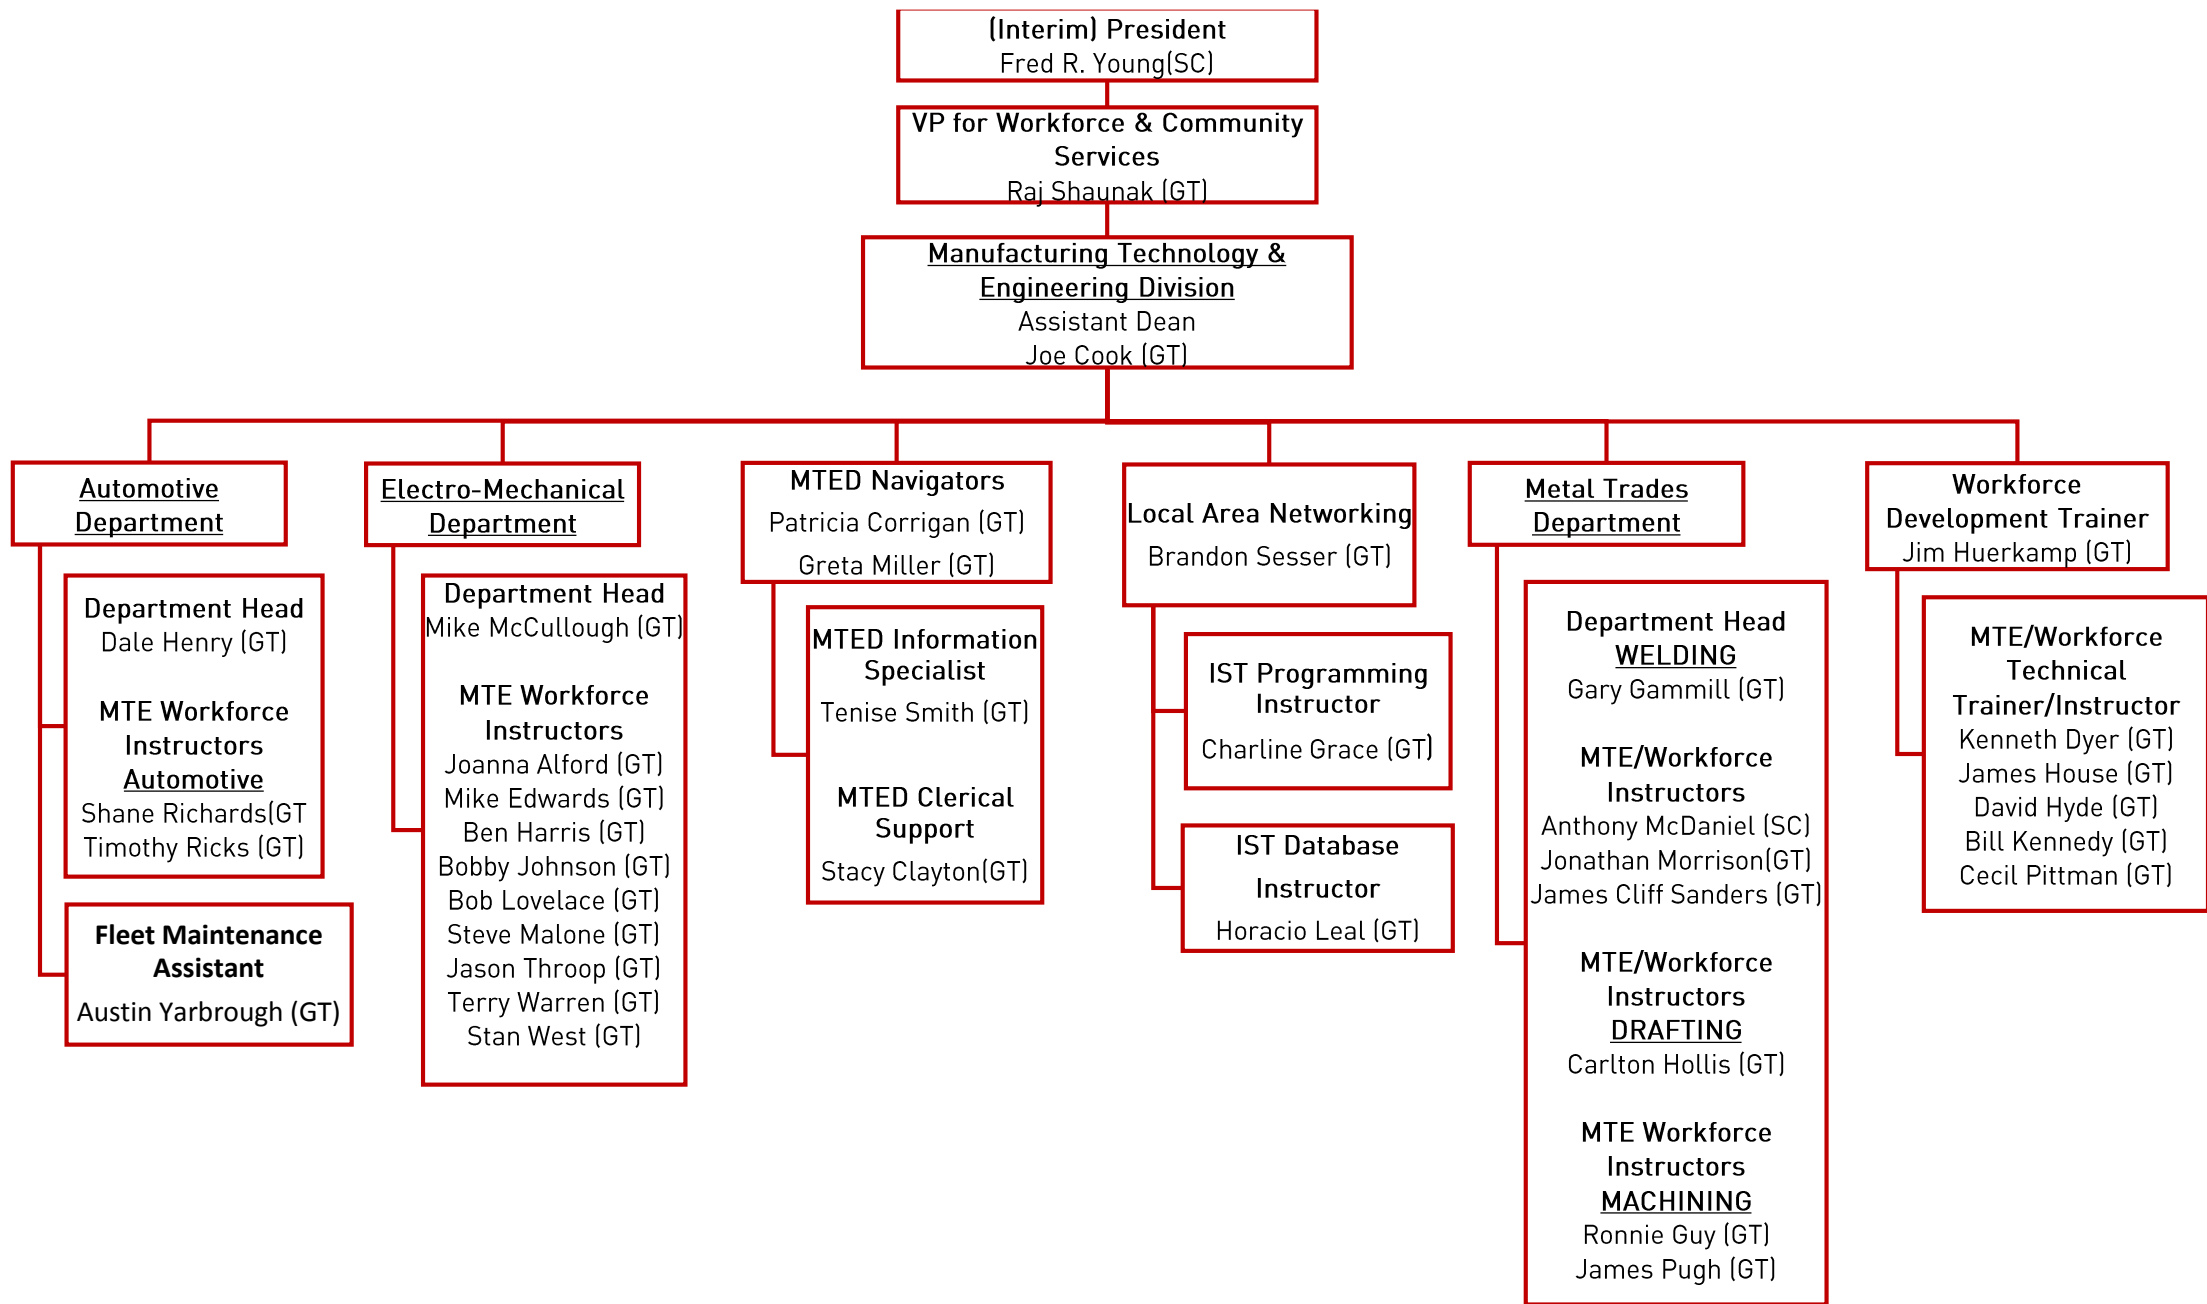 (Interim) President
Fred R. Young(SC)
VP for Workforce & Community
Services
Raj Shaunak (GT)
Manufacturing Technology &
Engineering Division
Assistant Dean
Joe Cook (GT)
Automotive
Department
Department Head
Dale Henry (GT)
MTE Workforce
Instructors
Automotive
Shane Richards(GT
Timothy Ricks (GT)
Fleet Maintenance
Assistant
Austin Yarbrough (GT)
Electro-Mechanical
Department
Department Head
Mike McCullough (GT)
MTE Workforce
Instructors
Joanna Alford (GT)
Mike Edwards (GT)
Ben Harris (GT)
Bobby Johnson (GT)
Bob Lovelace (GT)
Steve Malone (GT)
Jason Throop (GT)
Terry Warren (GT)
Stan West (GT)
MTED Navigators
Patricia Corrigan (GT)
Greta Miller (GT)
MTED Information
Specialist
Tenise Smith (GT)
MTED Clerical
Support
Stacy Clayton(GT)
Local Area Networking
Brandon Sesser (GT)
IST Programming
Instructor
Charline Grace (GT)
IST Database
Instructor
Horacio Leal (GT)
Metal Trades
Department
Department Head
WELDING
Gary Gammill (GT)
MTE/Workforce
Instructors
Anthony McDaniel (SC)
Jonathan Morrison(GT)
James Cliff Sanders (GT)
MTE/Workforce
Instructors
DRAFTING
Carlton Hollis (GT)
MTE Workforce
Instructors
MACHINING
Ronnie Guy (GT)
James Pugh (GT)
Workforce
Development Trainer
Jim Huerkamp (GT)
MTE/Workforce
Technical
Trainer/Instructor
Kenneth Dyer (GT)
James House (GT)
David Hyde (GT)
Bill Kennedy (GT)
Cecil Pittman (GT)